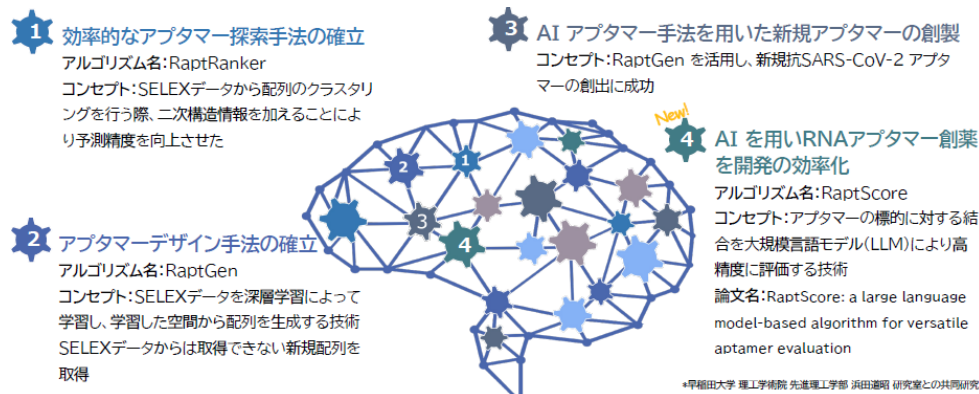 1 効率的なアプタマー探索手法の確立
アルゴリズム名：RaptRanker
コンセプト：SELEXデータから配列のクラスタリ
ングを行う際、二次構造情報を加えることによ
り予測精度を向上させた
2 アプタマーデザイン手法の確立
アルゴリズム名：RaptGen
コンセプト：SELEXデータを深層学習によって
学習し、学習した空間から配列を生成する技術
SELEXデータからは取得できない新規配列を
取得
3 AI アプタマー手法を用いた新規アプタマーの創製
コンセプト：RaptGen を活用し、新規抗SARS-CoV-2 アプタ
マーの創出に成功
New!
4 AI を用いRNAアプタマー創薬
を開発の効率化
アルゴリズム名：RaptScore
コンセプト：アプタマーの標的に対する結
合を大規模言語モデル（LLM）により高
精度に評価する技術
論文名：RaptScore: a large language
model-based algorithm for versatile
aptamer evaluation
1
2
3
4
*早稲田大学 理工学術院 先進理工学部 浜田道昭 研究室との共同研究